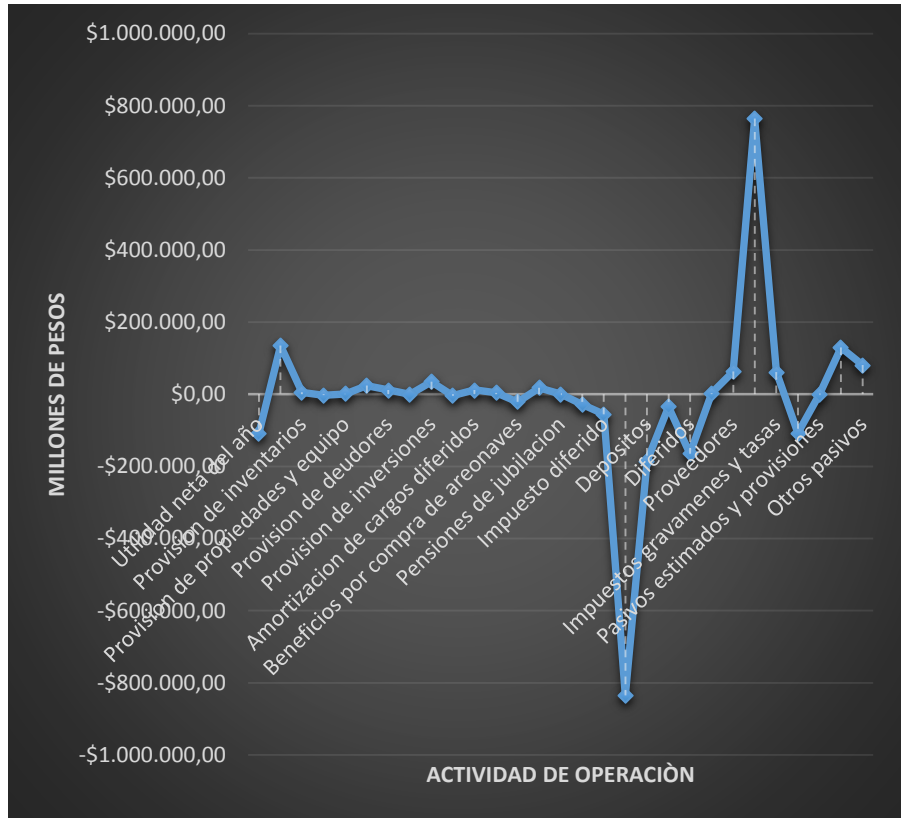 $1.000.000,00
$800.000,00
$600.000,00
$400.000,00
$200.000,00
$0,00
-$200.000,00
-$400.000,00
-$600.000,00
-$800.000,00
-$1.000.000,00
MILLONES DE PESOS
Utilidad neta del año
Provision de inventarios
Provision de propiedades y equipo
Provision de deudores
Provision de inversiones
Amortizacion de cargos diferidos
Beneficios por compra de areonaves
Pensiones de jubilacion
Impuesto diferido
Depositos
Diferidos
Proveedores
Impuestos gravamenes y tasas
Pasivos estimados y provisiones
Otros pasivos
ACTIVIDAD DE OPERACIÒN